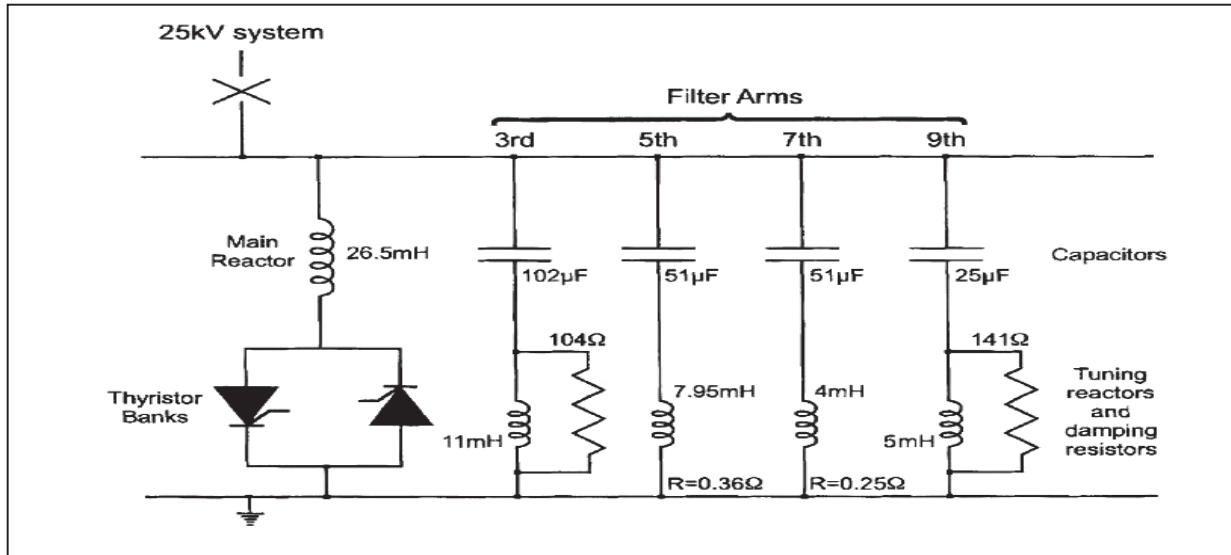 25kV system
Filter Arms
3rd 5th 7th 9th
Main
Reactor
26.5mH
102µF
51µF
51µF
25µF
Capacitors
104Ω
141Ω
Thyristor
Banks
11mH
7.95mH
4mH
5mH
Tuning
reactors
and
damping
resistors
R=0.36Ω
R=0.25Ω